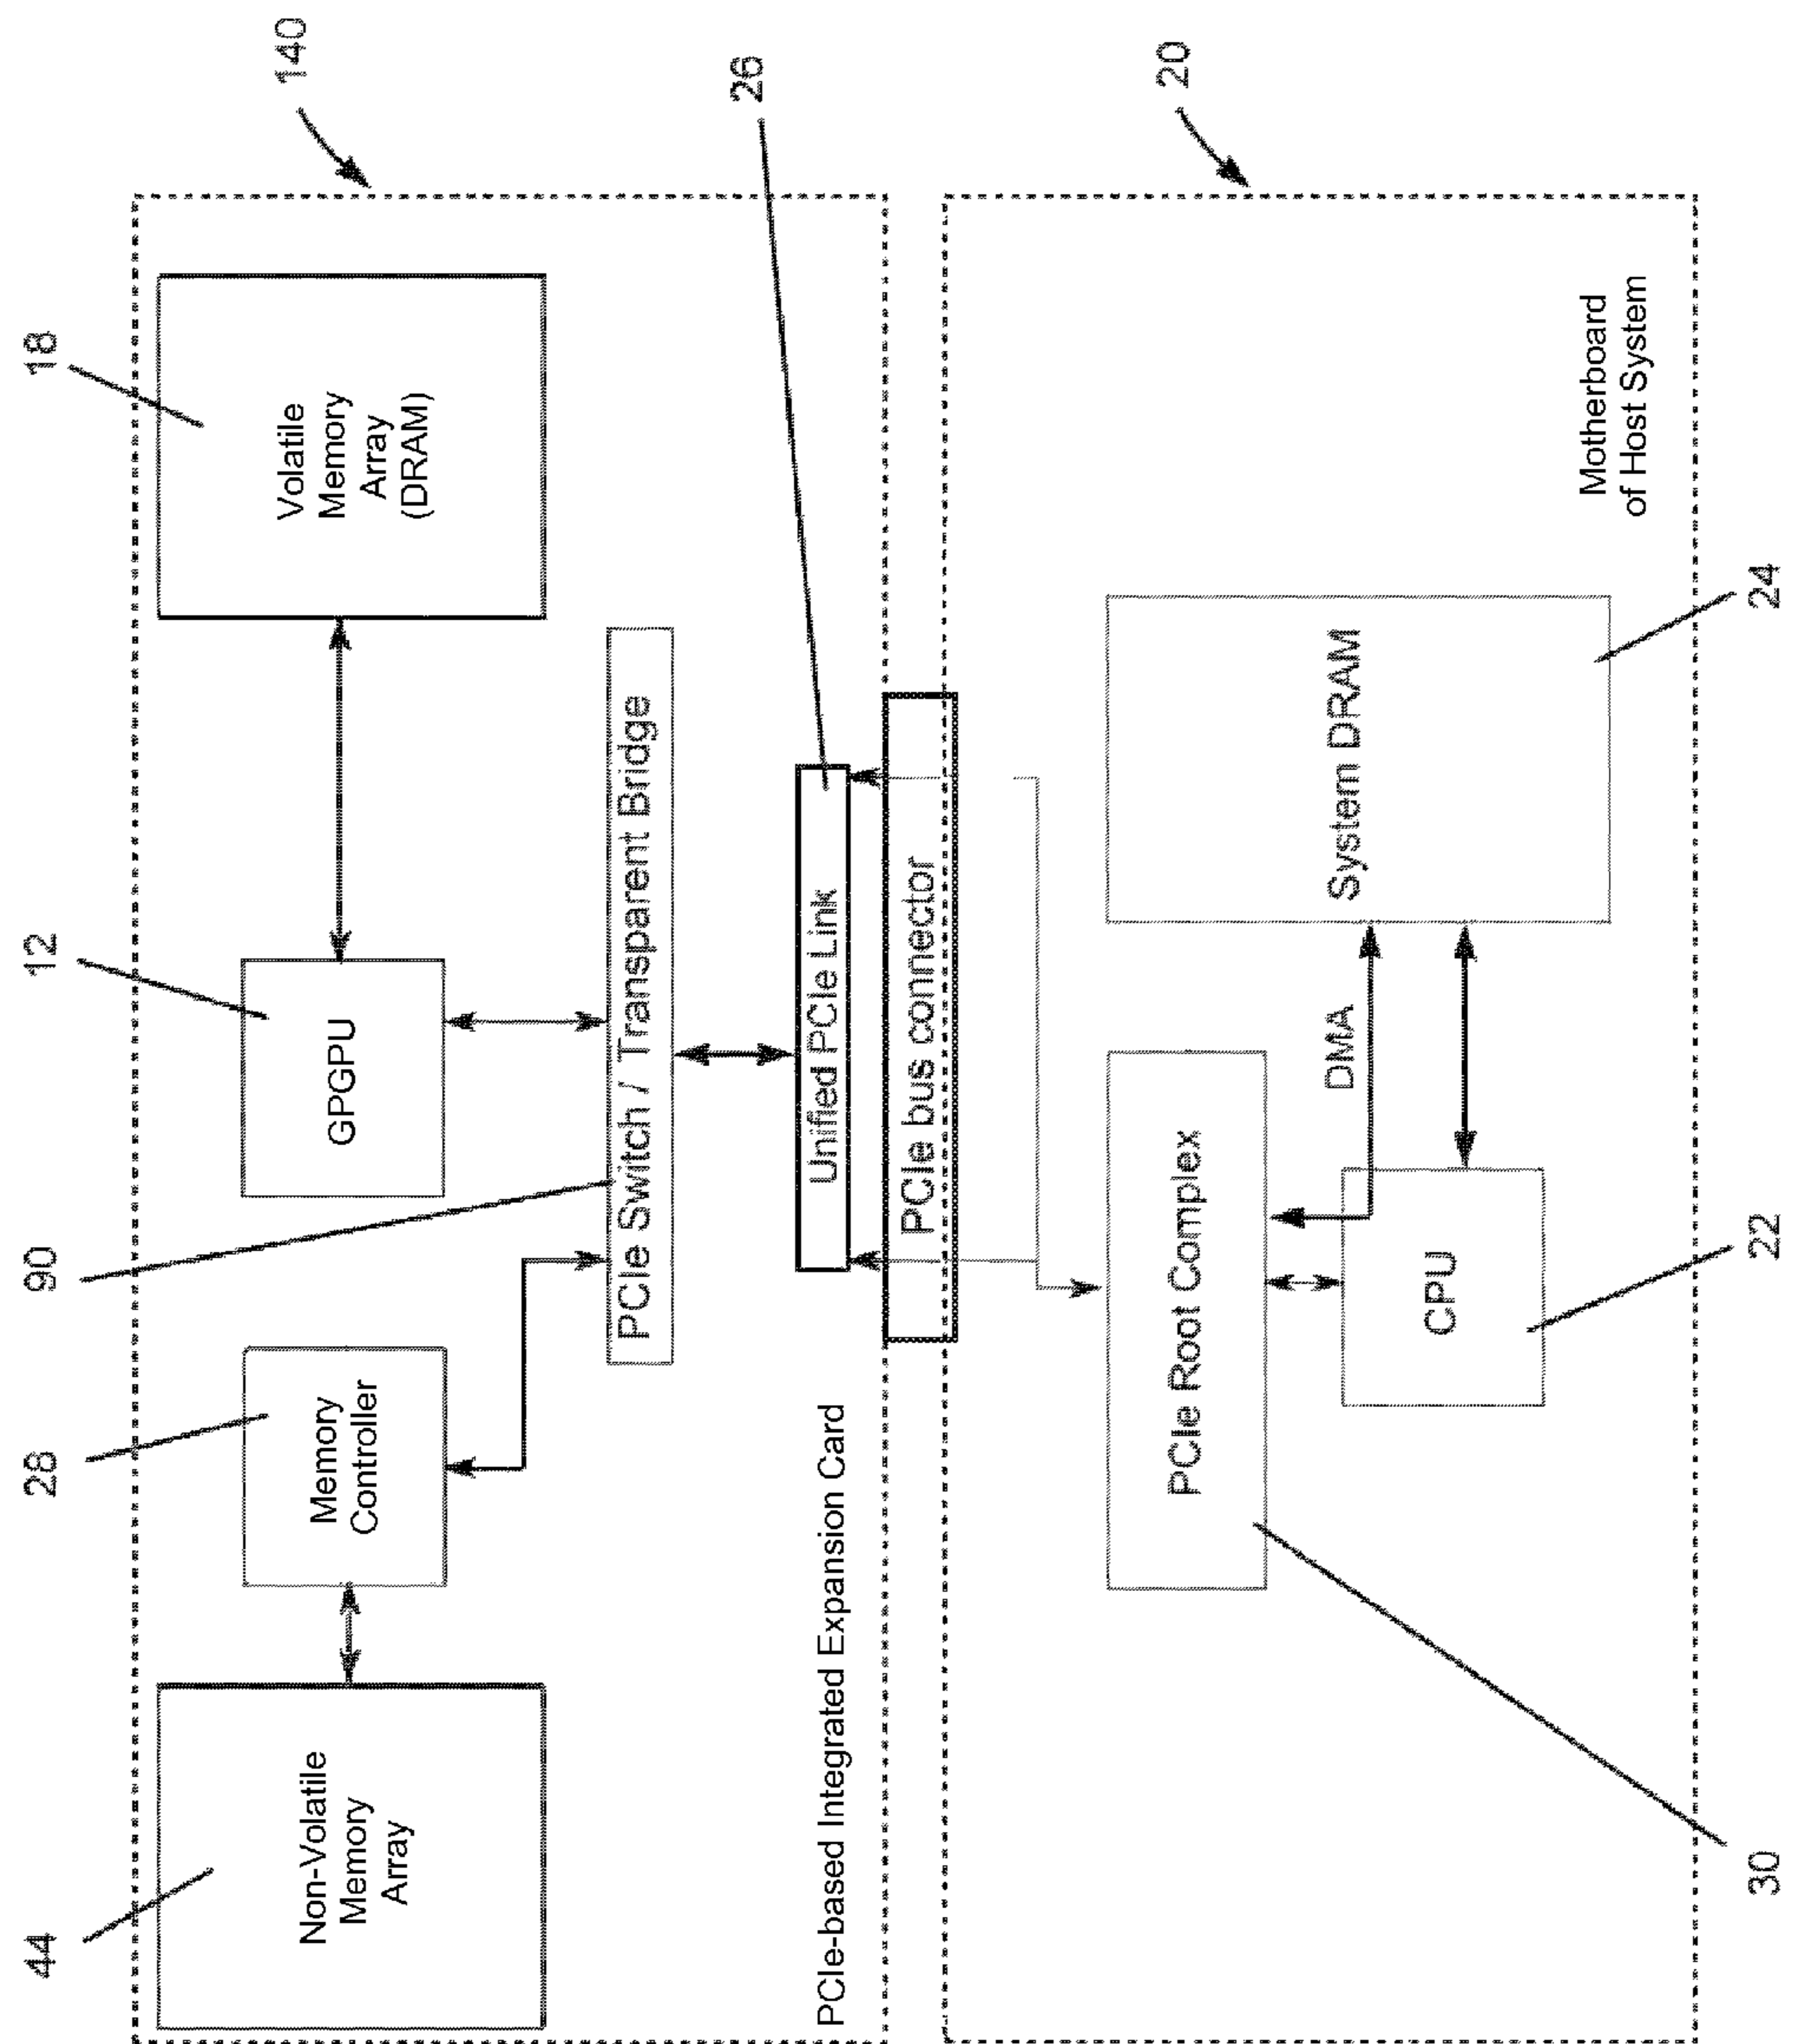 44
28
90
12
18
140
Non-Volatile
Memory
Array
Memory
Controller
GPGPU
Volatile
Memory
Array
(DRAM)
PCIe Switch / Transparent Bridge
26
PCIe-based Integrated Expansion Card
Unified PCIe Link
PCIe bus connector
20
PCIe Root Complex
DMA
System DRAM
CPU
Motherboard
of Host System
30
22
24